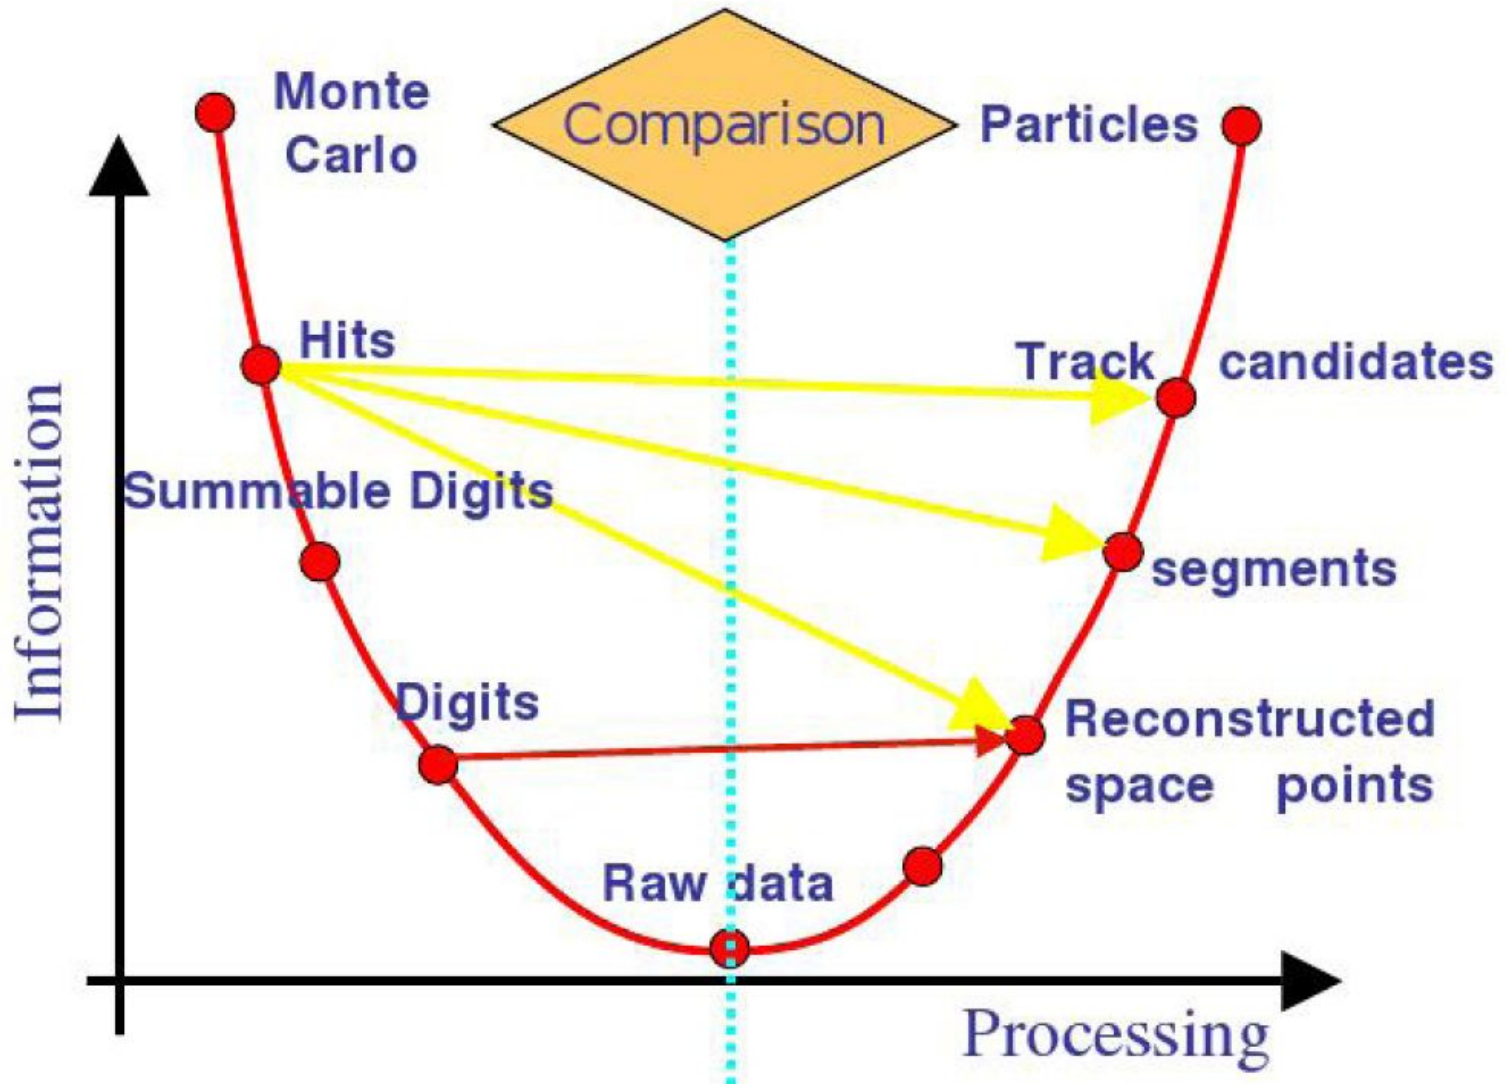 Monte
Carlo
Comparison
Particles
Hits
Track candidates
Summable Digits
segments
Information
Digits
Reconstructed
space points
Raw data
Processing